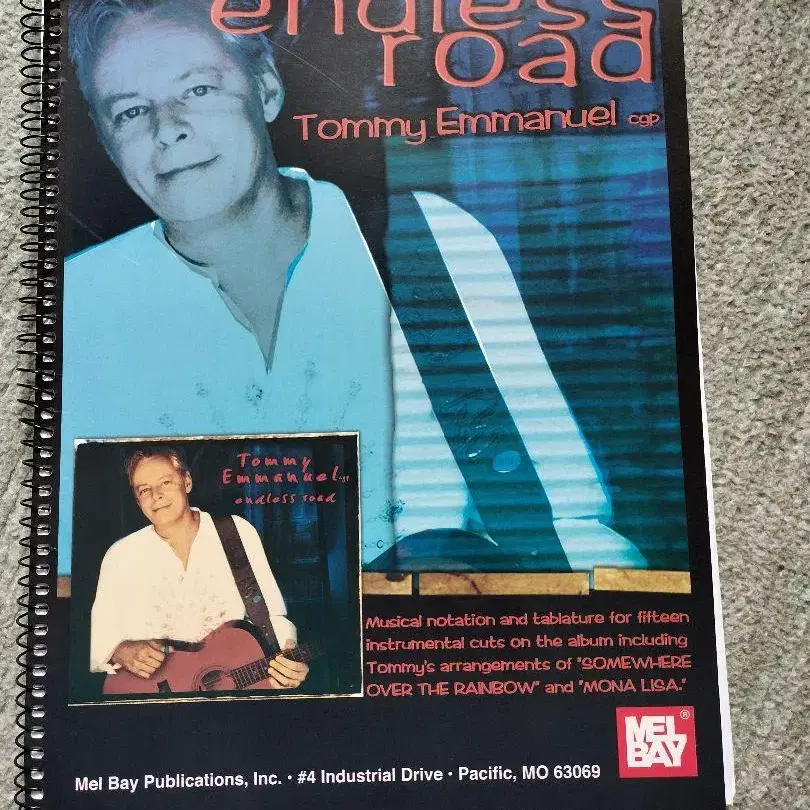 endless
road
Tommy Emmanuel cgp
Tommy
Emmanuel
endless road
Musical notation and tablature for fifteen
instrumental cuts on the album including
Tommy's arrangements of "SOMEWHERE
OVER THE RAINBOW" and "MONA LISA."
MEL
BAY
®
Mel Bay Publications, Inc. • #4 Industrial Drive • Pacific, MO 63069